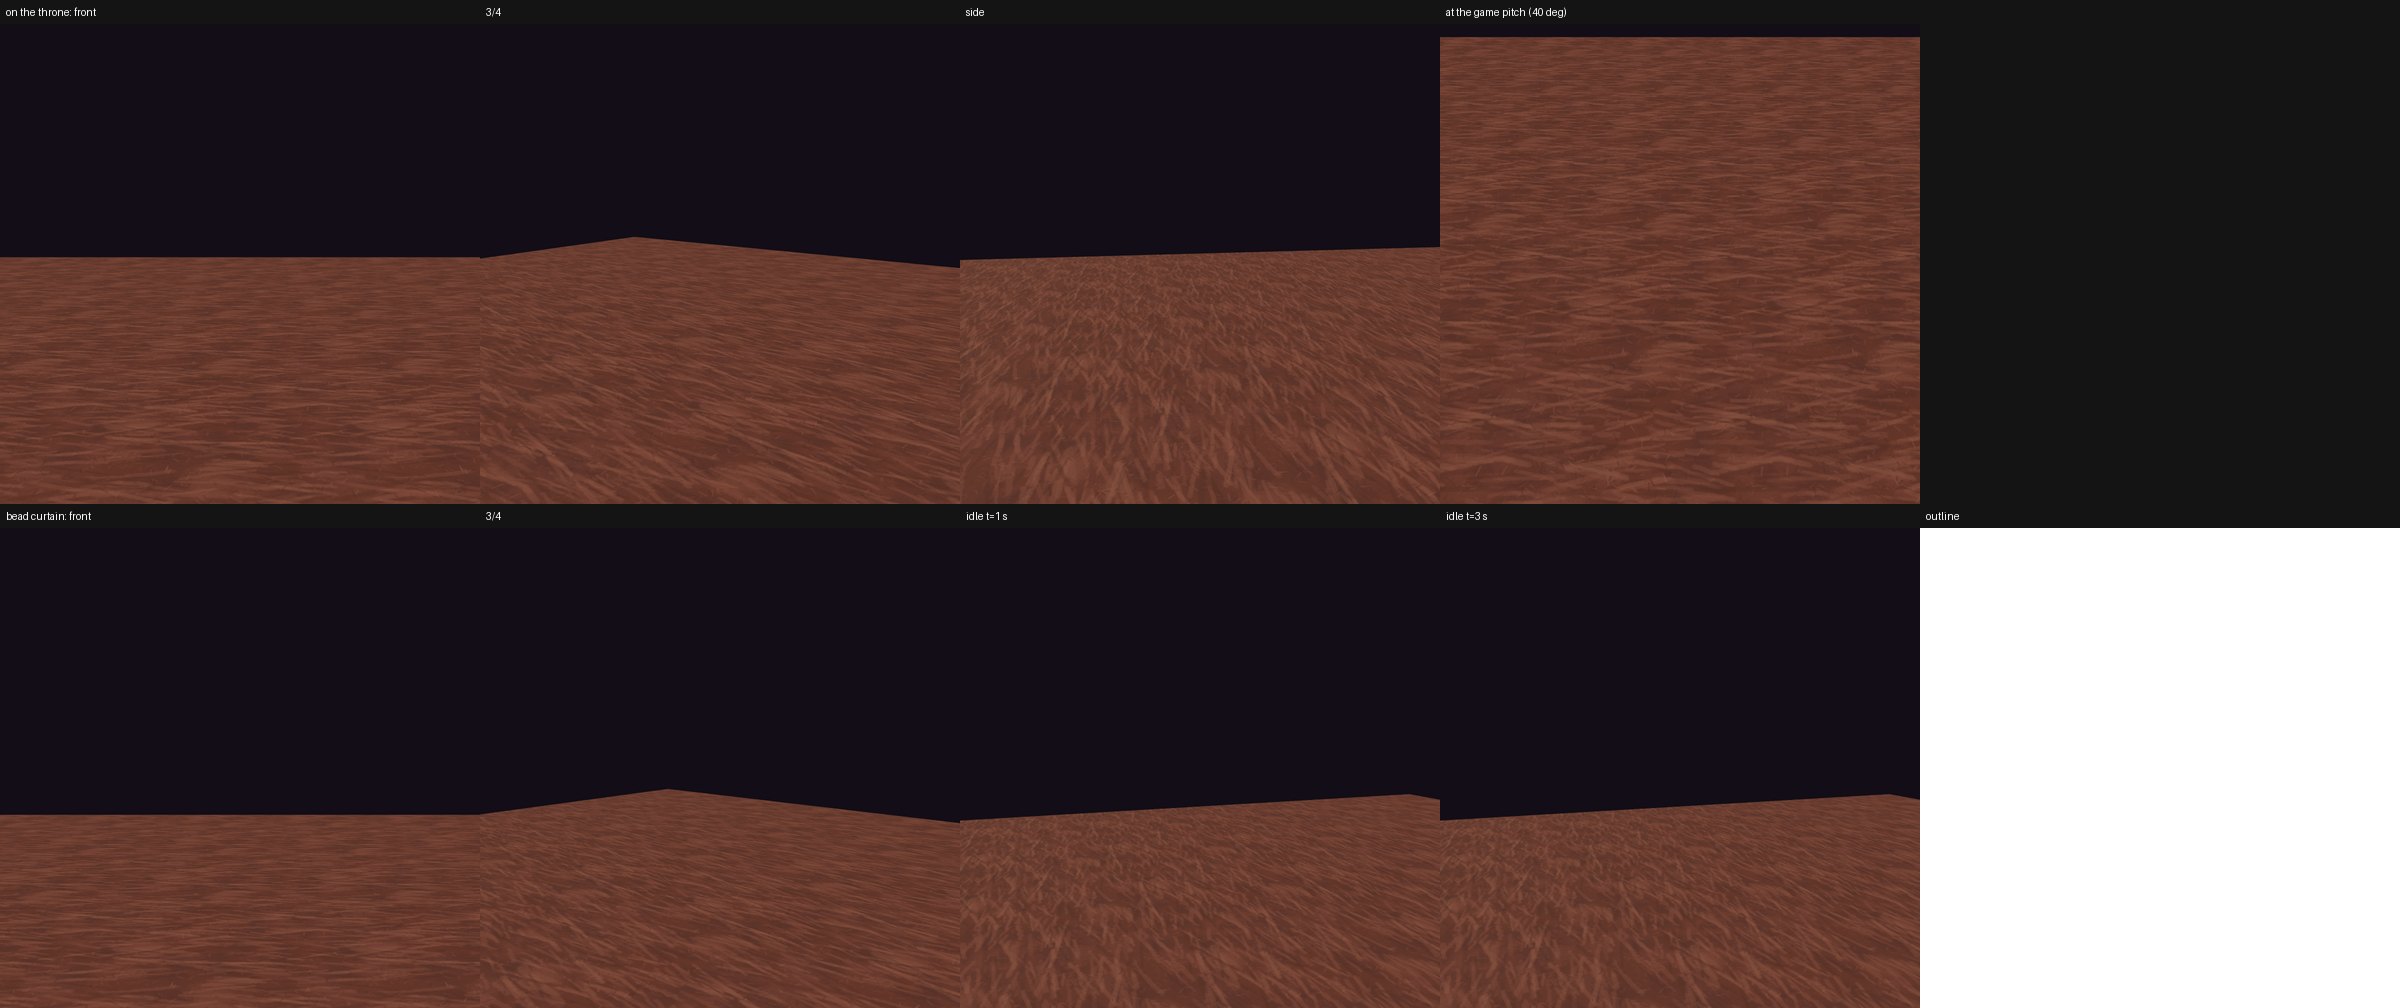 on the throne: front
3/4
side
at the game pitch (40 deg)
bead curtain: front
3/4
idle t=1 s
idle t=3 s
outline